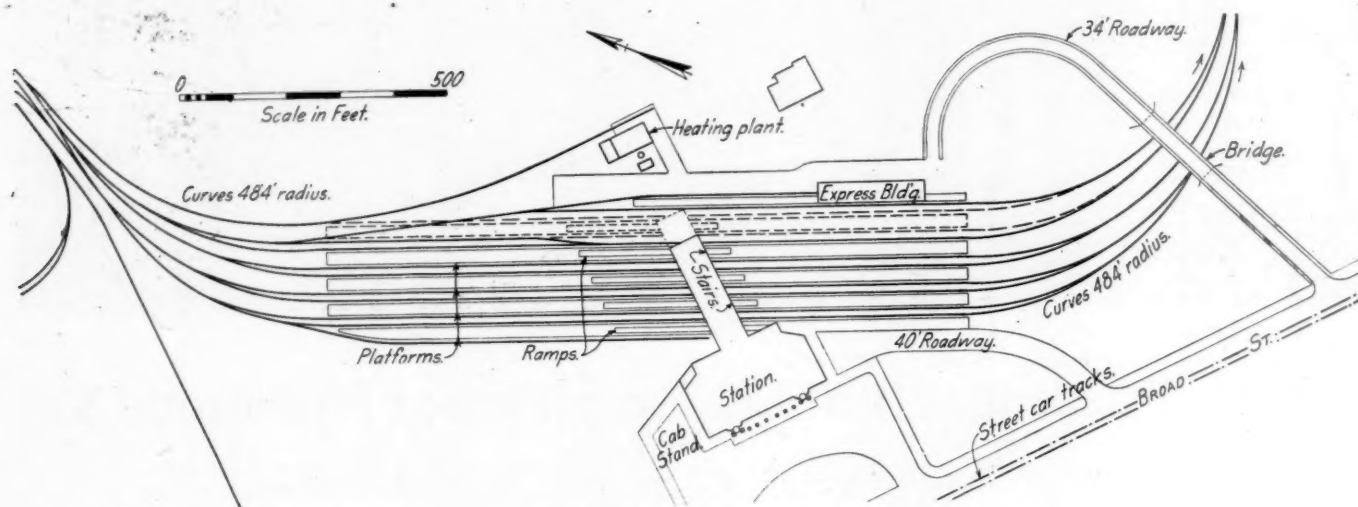 0 500
Scale in Feet.
34' Roadway.
Heating plant.
Bridge.
Curves 484' radius.
Express Bld'g.
Stairs.
Curves 484' radius.
Platforms.
Ramps.
40' Roadway.
Station.
Street car tracks.
BROAD ST.
Cab
Stand.